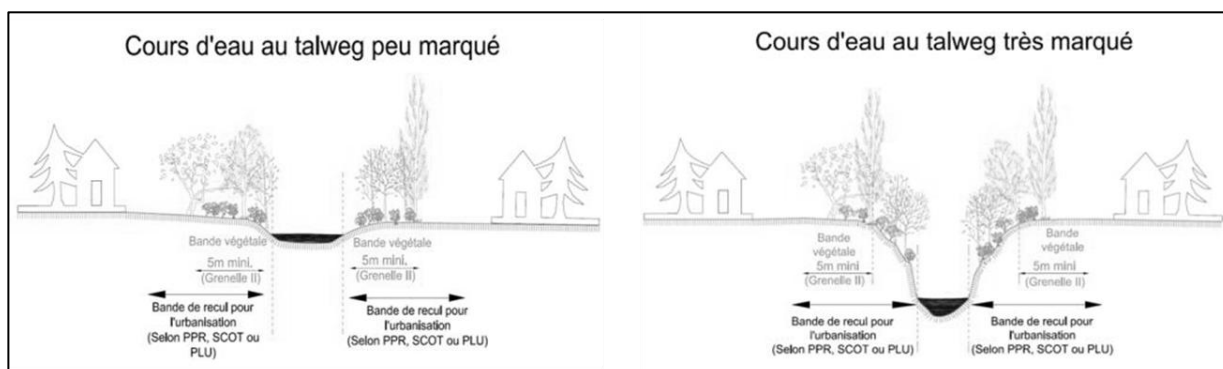 Cours d'eau au talweg peu marqué
Bande végétale
5m mini.
(Grenelle II)
Bande de recul pour
l'urbanisation
(Selon PPR, SCOT ou
PLU)
Bande végétale
5m mini.
(Grenelle II)
Bande de recul pour
l'urbanisation
(Selon PPR, SCOT ou PLU)
Cours d'eau au talweg très marqué
Bande
végétale
5m mini
(Grenelle II)
Bande de recul pour
l'urbanisation
(Selon PPR, SCOT ou PLU)
Bande
végétale
5m mini
(Grenelle II)
Bande de recul pour
l'urbanisation
(Selon PPR, SCOT ou PLU)